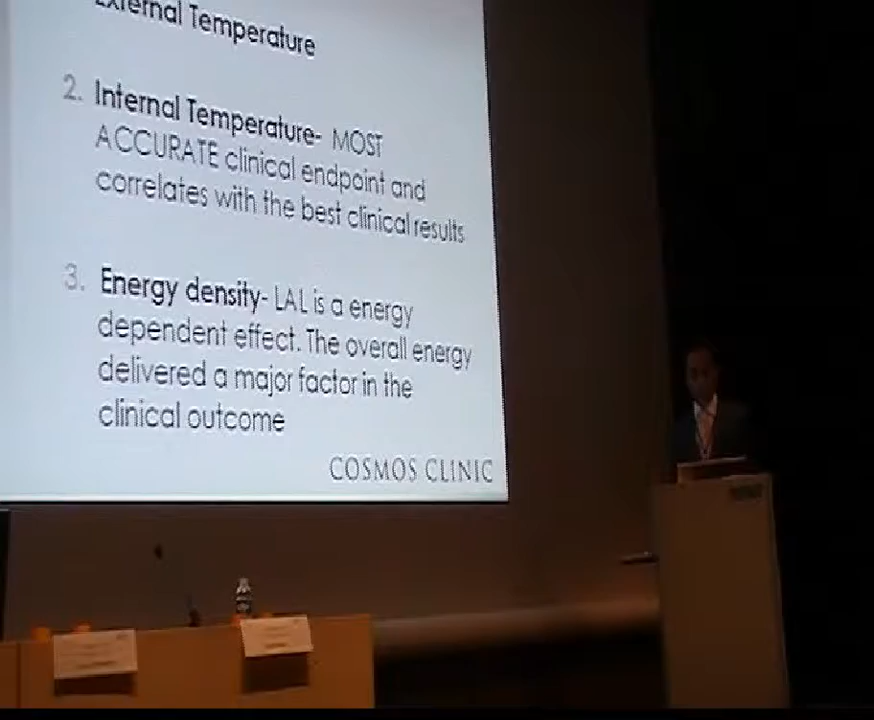 External Temperature
2. Internal Temperature- MOST
ACCURATE clinical endpoint and
correlates with the best clinical results
3. Energy density- LAL is a energy
dependent effect. The overall energy
delivered a major factor in the
clinical outcome
COSMOS CLINIC